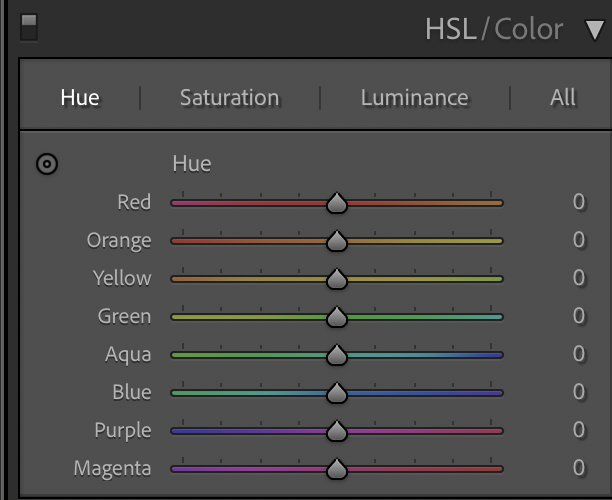 HSL / Color
Hue | Saturation | Luminance | All
Hue
Red 0
Orange 0
Yellow 0
Green 0
Aqua 0
Blue 0
Purple 0
Magenta 0